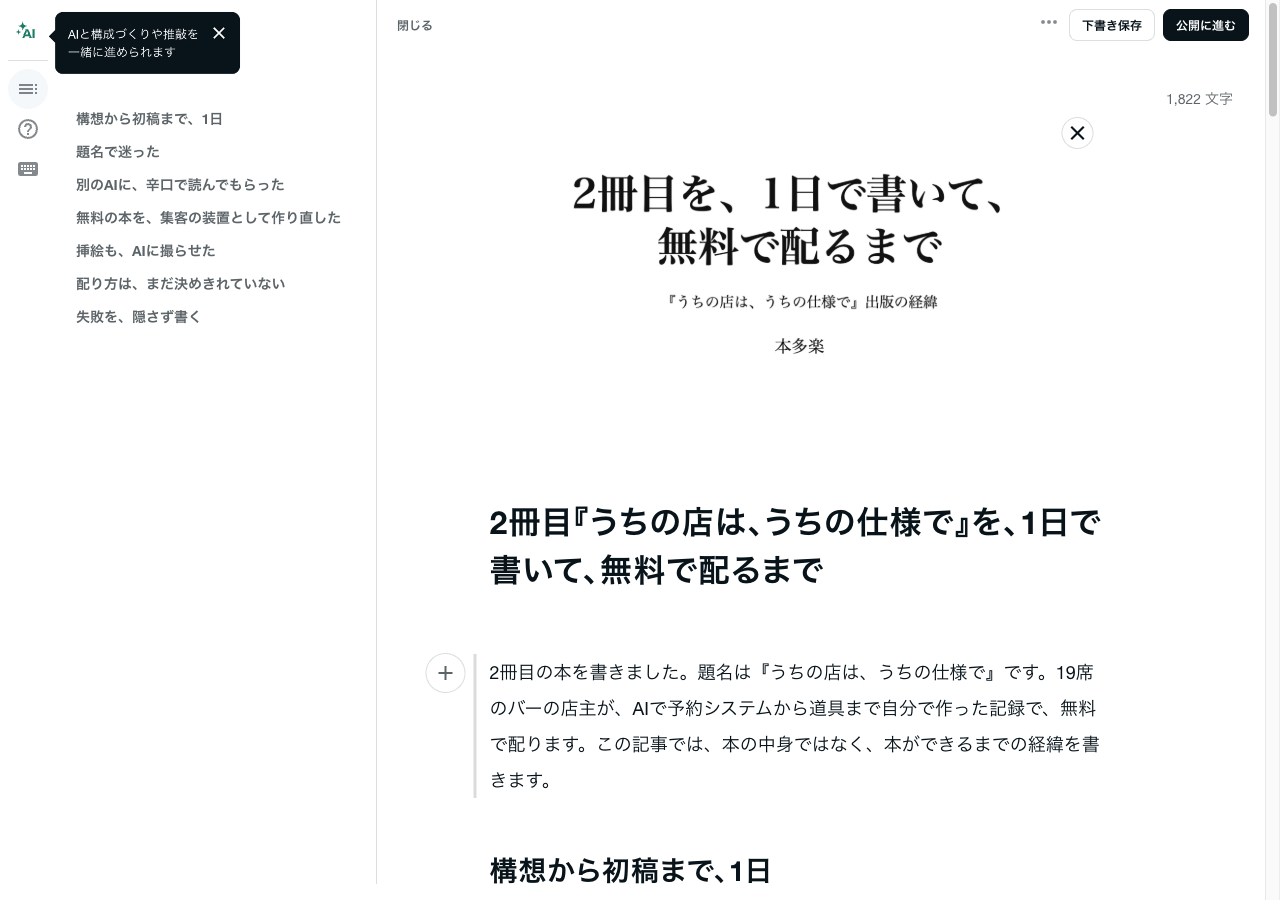 AI
AIと構成づくりや推敲を
一緒に進められます
構想から初稿まで、1日
題名で迷った
別のAIに、辛口で読んでもらった
無料の本を、集客の装置として作り直した
挿絵も、AIに撮らせた
配り方は、まだ決めきれていない
失敗を、隠さず書く
閉じる
下書き保存
公開に進む
1,822 文字
2冊目を、1日で書いて、
無料で配るまで
『うちの店は、うちの仕様で』出版の経緯
本多楽
2冊目『うちの店は、うちの仕様で』を、1日で
書いて、無料で配るまで
2冊目の本を書きました。題名は『うちの店は、うちの仕様で』です。19席
のバーの店主が、AIで予約システムから道具まで自分で作った記録で、無料
で配ります。この記事では、本の中身ではなく、本ができるまでの経緯を書
きます。
構想から初稿まで、1日